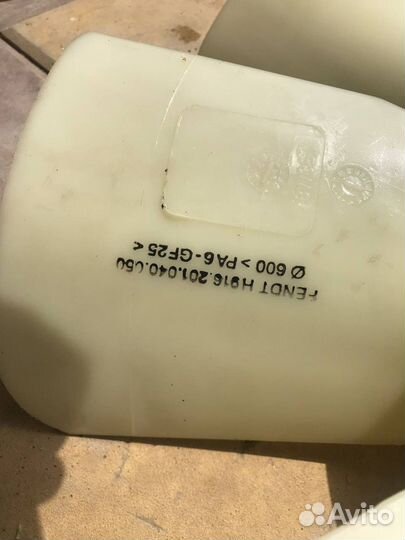 FENDT H916.201.040.050
Ø 600 > PA6-GF25 <
Avito